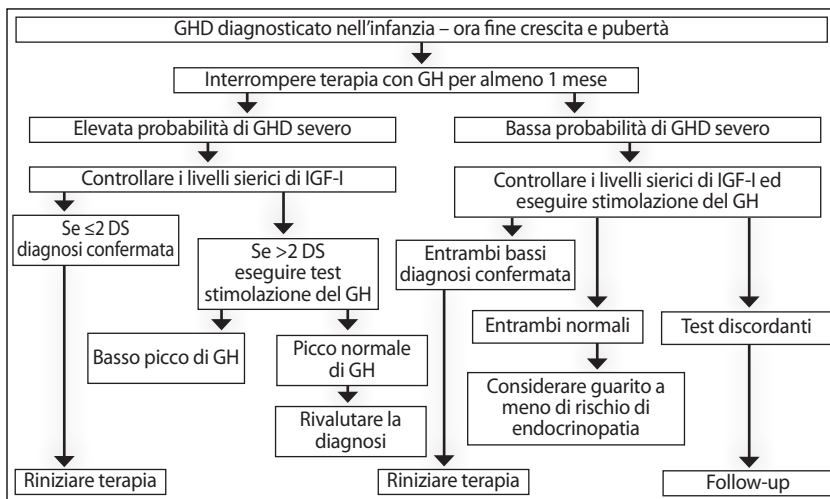 GHD diagnosticato nell'infanzia – ora fine crescita e pubertà
Interrompere terapia con GH per almeno 1 mese
Elevata probabilità di GHD severo
Bassa probabilità di GHD severo
Controllare i livelli sierici di IGF-I
Controllare i livelli sierici di IGF-I ed
eseguire stimolazione del GH
Se ≤2 DS
diagnosi confermata
Se >2 DS
eseguire test
stimolazione del GH
Entrambi bassi
diagnosi confermata
Basso picco di GH
Picco normale
di GH
Entrambi normali
Test discordanti
Rivalutare la
diagnosi
Considerare guarito a
meno di rischio di
endocrinopatia
Riniziare terapia
Riniziare terapia
Follow-up